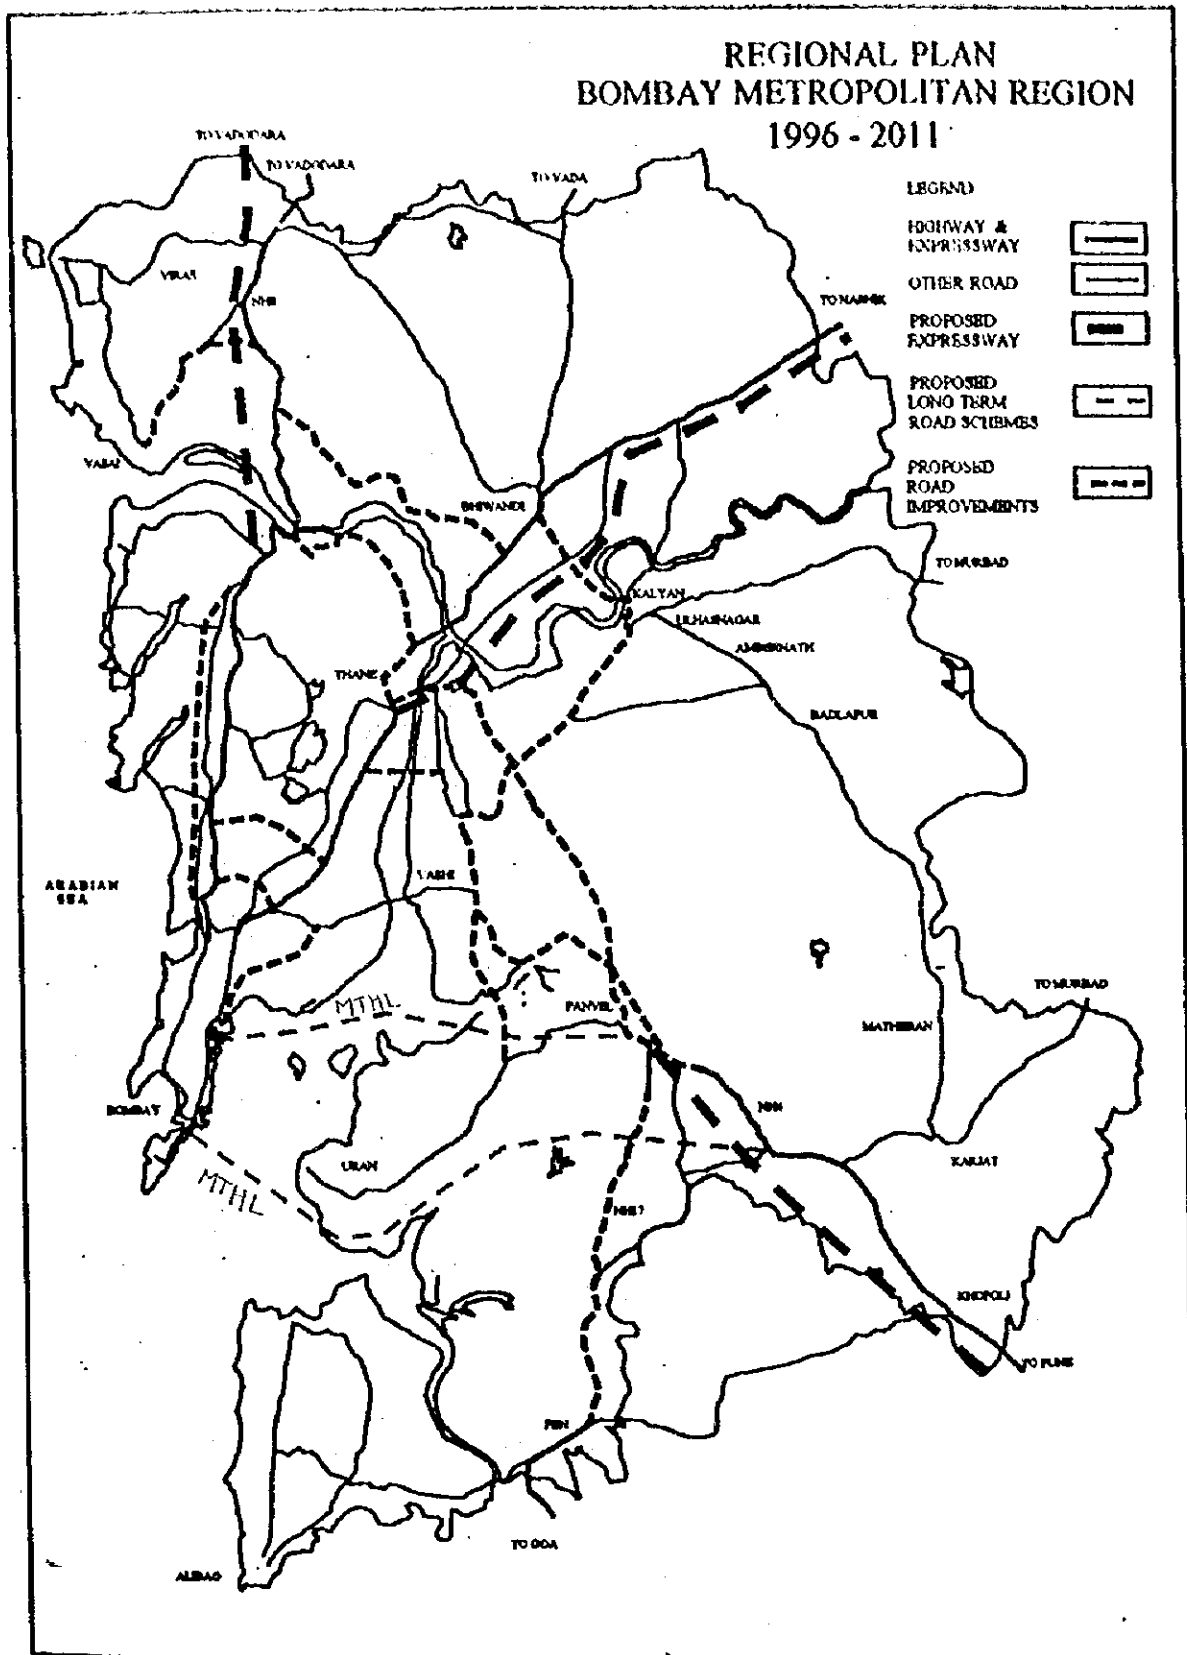 REGIONAL PLAN
BOMBAY METROPOLITAN REGION
1996 - 2011
TO VADODARA
TO VADODARA
TO VADA
LEGEND
HIGHWAY &
EXPRESSWAY
OTHER ROAD
PROPOSED
EXPRESSWAY
PROPOSED
LONG TERM
ROAD SCHEMES
PROPOSED
ROAD
IMPROVEMENTS
VIRAR
NH8
TO NASHIK
VASAI
BHIWANDI
TO MURBAD
KALYAN
ULHASNAGAR
AMBERNATH
THANE
BADLAPUR
ARABIAN
SEA
VASHI
MTHL
PANVEL
TO MURBAD
MATHERAN
BOMBAY
NH4
URAN
KARJAT
MTHL
NH17
KHOPOLI
TO PUNE
PEN
TO GOA
ALIBAG